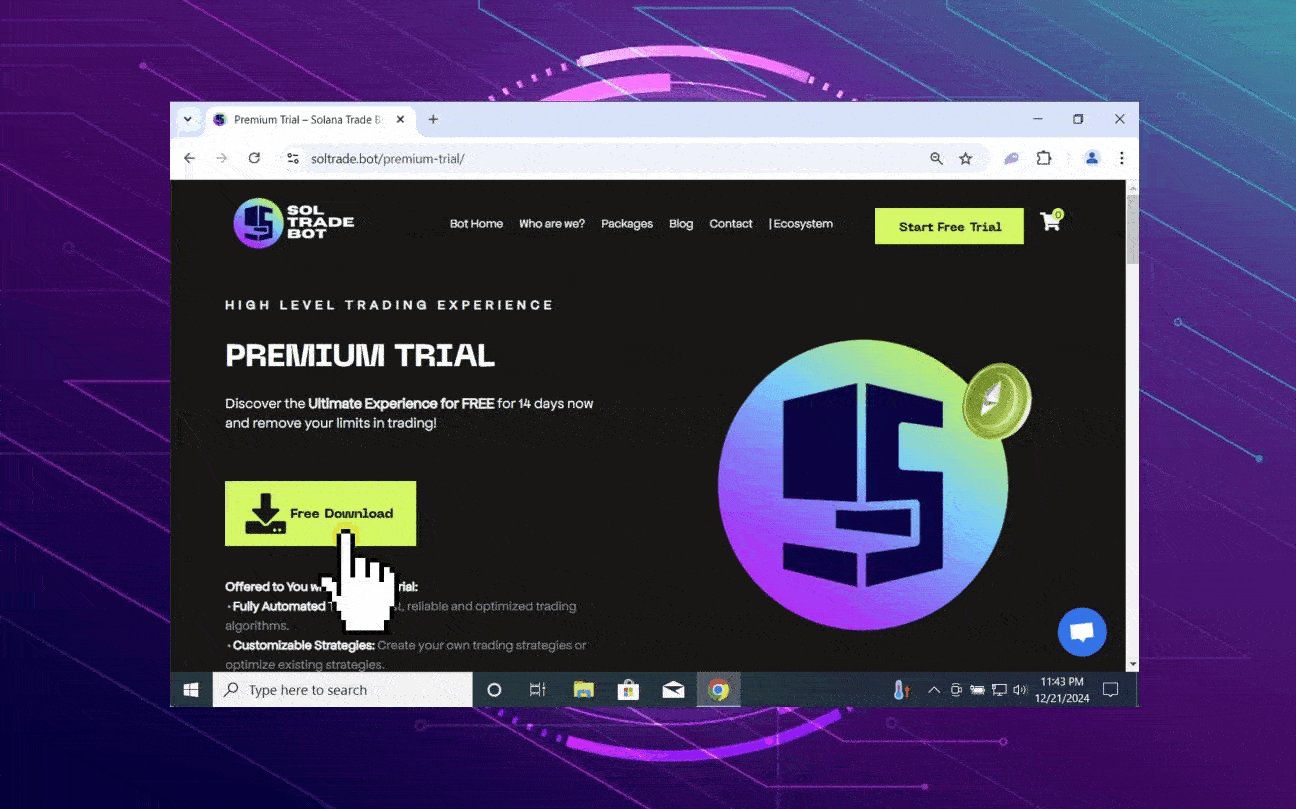 Premium Trial – Solana Trade B
soltrade.bot/premium-trial/
SOL
TRADE
BOT
Bot Home Who are we? Packages Blog Contact | Ecosystem
Start Free Trial
0
HIGH LEVEL TRADING EXPERIENCE
PREMIUM TRIAL
Discover the Ultimate Experience for FREE for 14 days now
and remove your limits in trading!
Free Download
Offered to You
• Fully Automated reliable and optimized trading
algorithms.
• Customizable Strategies: Create your own trading strategies or
optimize existing strategies.
Type here to search
11:43 PM
12/21/2024